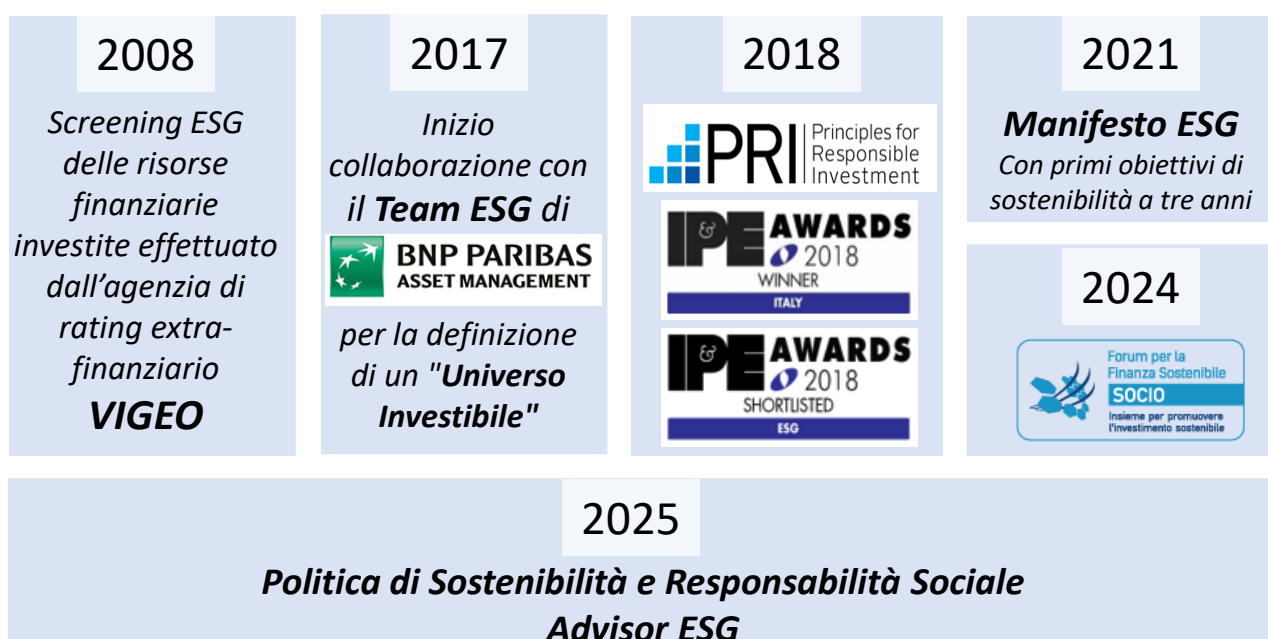 2008
Screening ESG
delle risorse
finanziarie
investite effettuato
dall’agenzia di
rating extra-
finanziario
VIGEO
2017
Inizio
collaborazione con
il Team ESG di
BNP PARIBAS
ASSET MANAGEMENT
per la definizione
di un "Universo
Investibile"
2018
PRI
Principles for
Responsible
Investment
IP&E AWARDS
2018
WINNER
ITALY
IP&E AWARDS
2018
SHORTLISTED
ESG
2021
Manifesto ESG
Con primi obiettivi di
sostenibilità a tre anni
2024
Forum per la
Finanza Sostenibile
SOCIO
Insieme per promuovere
l'investimento sostenibile
2025
Politica di Sostenibilità e Responsabilità Sociale
Advisor ESG